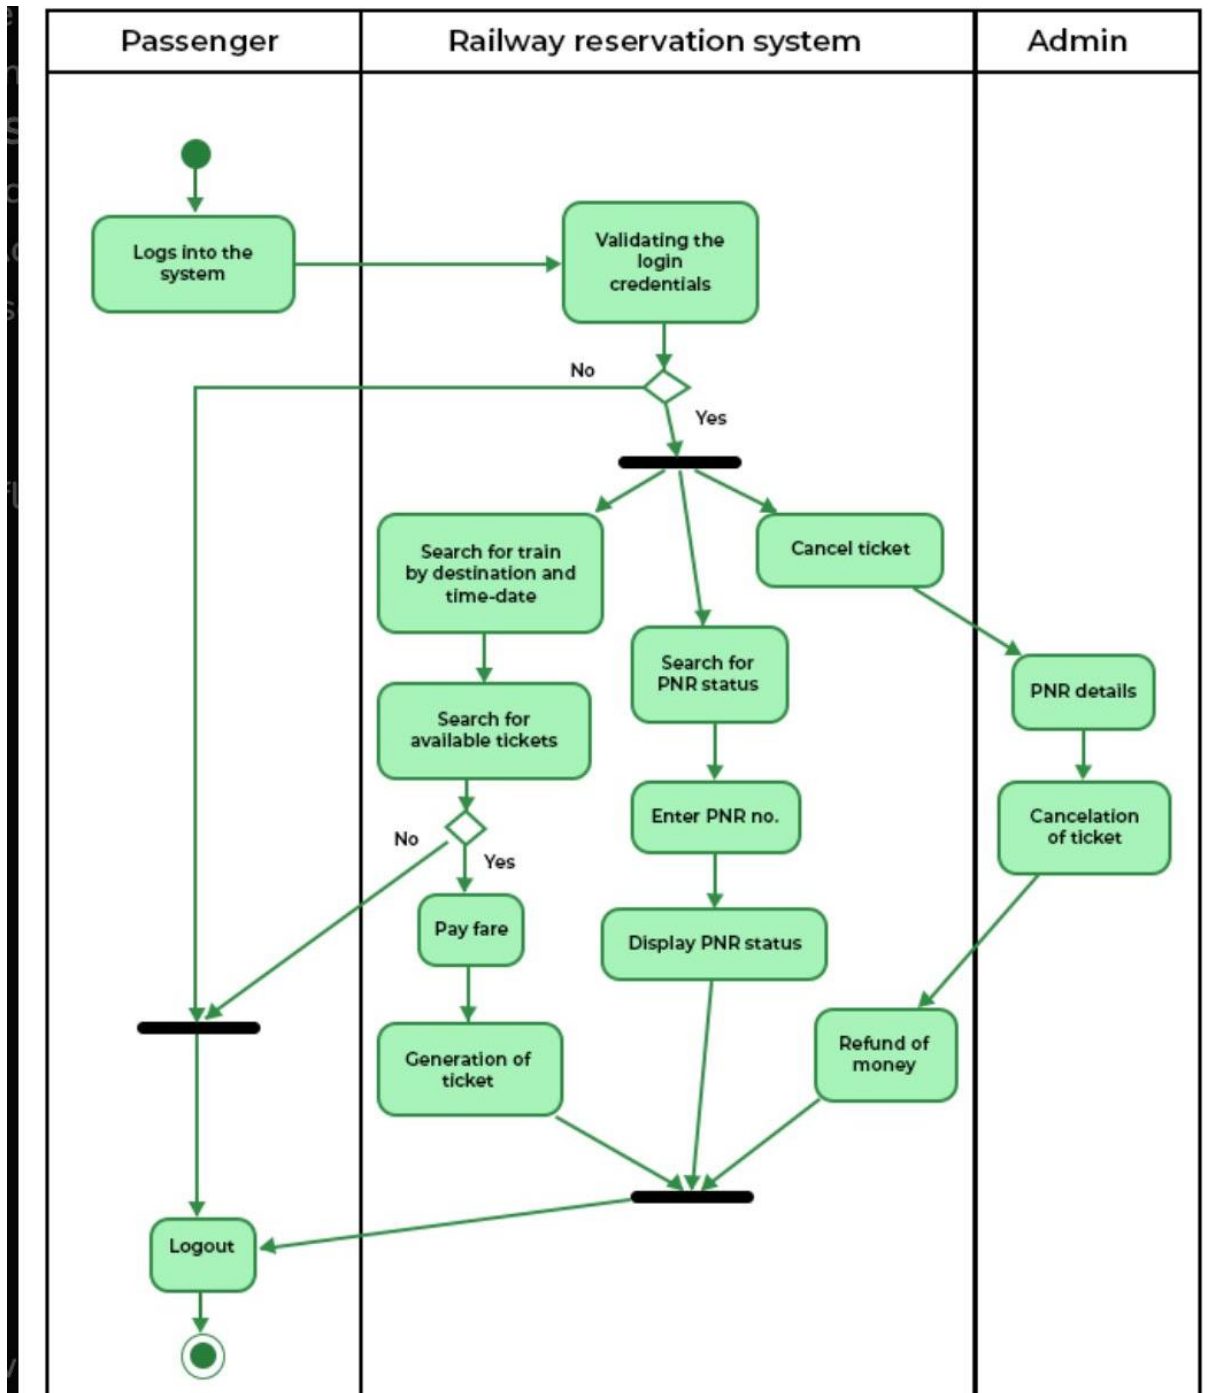 Passenger
Railway reservation system
Admin
Logs into the
system
Validating the
login
credentials
No
Yes
Search for train
by destination and
time-date
Cancel ticket
Search for
PNR status
PNR details
Search for
available tickets
Enter PNR no.
Cancelation
of ticket
No
Yes
Pay fare
Display PNR status
Generation of
ticket
Refund of
money
Logout